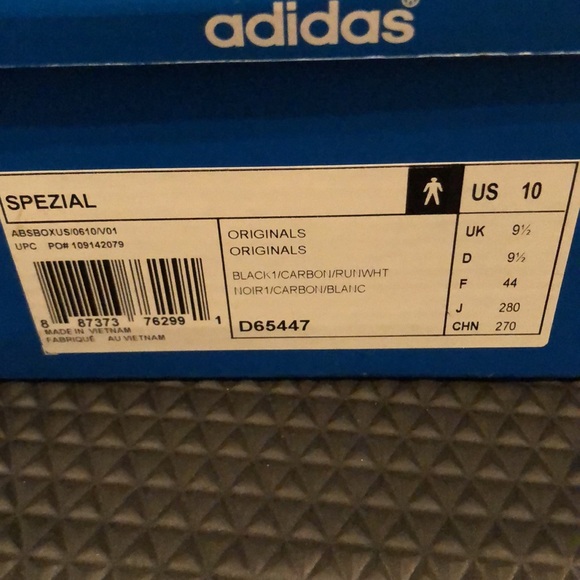 adidas®
SPEZIAL
US 10
ABSBOXUS/0610/V01
UPC PO# 109142079
8 87373 76299 1
MADE IN VIETNAM
FABRIQUÉ AU VIETNAM
ORIGINALS
ORIGINALS
BLACK1/CARBON/RUNWHT
NOIR1/CARBON/BLANC
D65447
UK 9½
D 9½
F 44
J 280
CHN 270